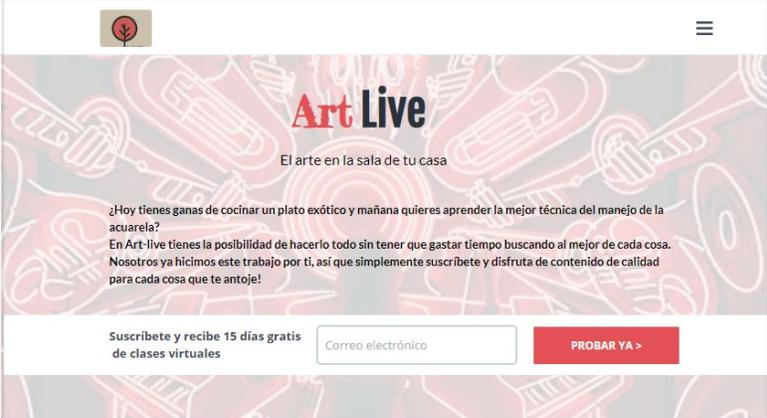 Art Live
El arte en la sala de tu casa
¿Hoy tienes ganas de cocinar un plato exótico y mañana quieres aprender la mejor técnica del manejo de la
acuarela?
En Art-live tienes la posibilidad de hacerlo todo sin tener que gastar tiempo buscando al mejor de cada cosa.
Nosotros ya hicimos este trabajo por ti, así que simplemente suscríbete y disfruta de contenido de calidad
para cada cosa que te antoje!
Suscríbete y recibe 15 días gratis
de clases virtuales
Correo electrónico
PROBAR YA >